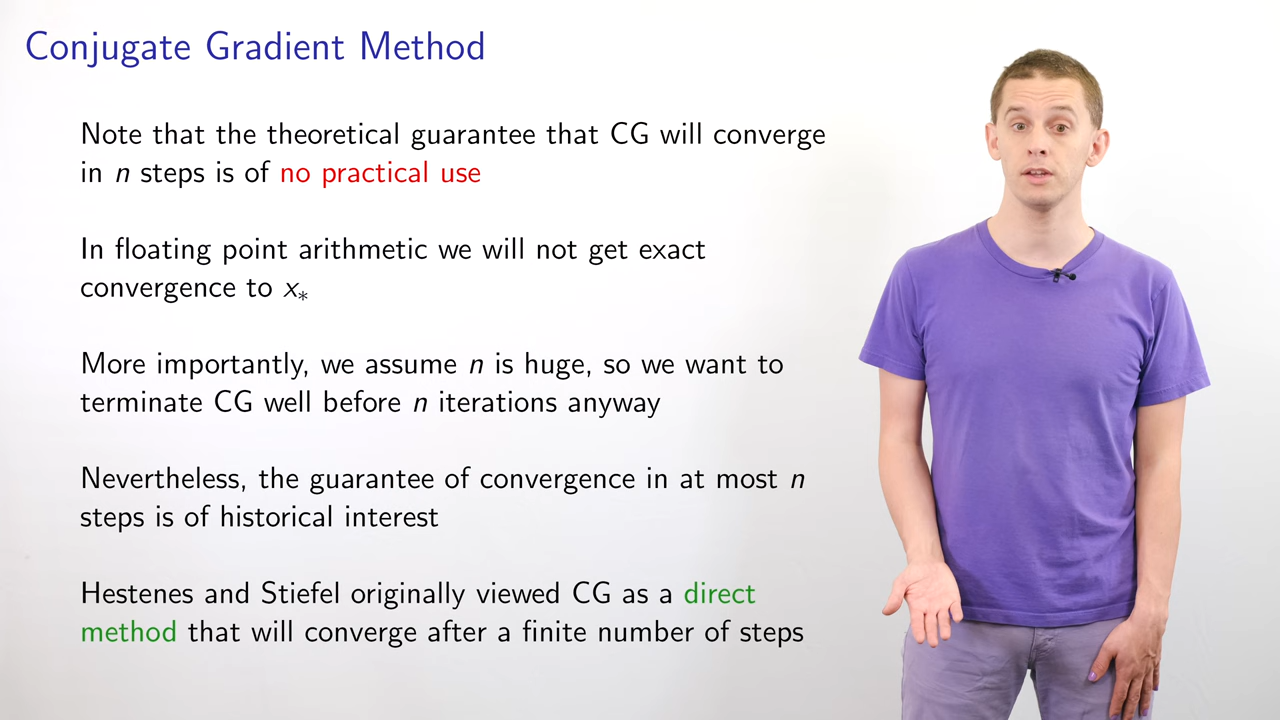 Conjugate Gradient Method
Note that the theoretical guarantee that CG will converge
in n steps is of no practical use
In floating point arithmetic we will not get exact
convergence to x∗
More importantly, we assume n is huge, so we want to
terminate CG well before n iterations anyway
Nevertheless, the guarantee of convergence in at most n
steps is of historical interest
Hestenes and Stiefel originally viewed CG as a direct
method that will converge after a finite number of steps